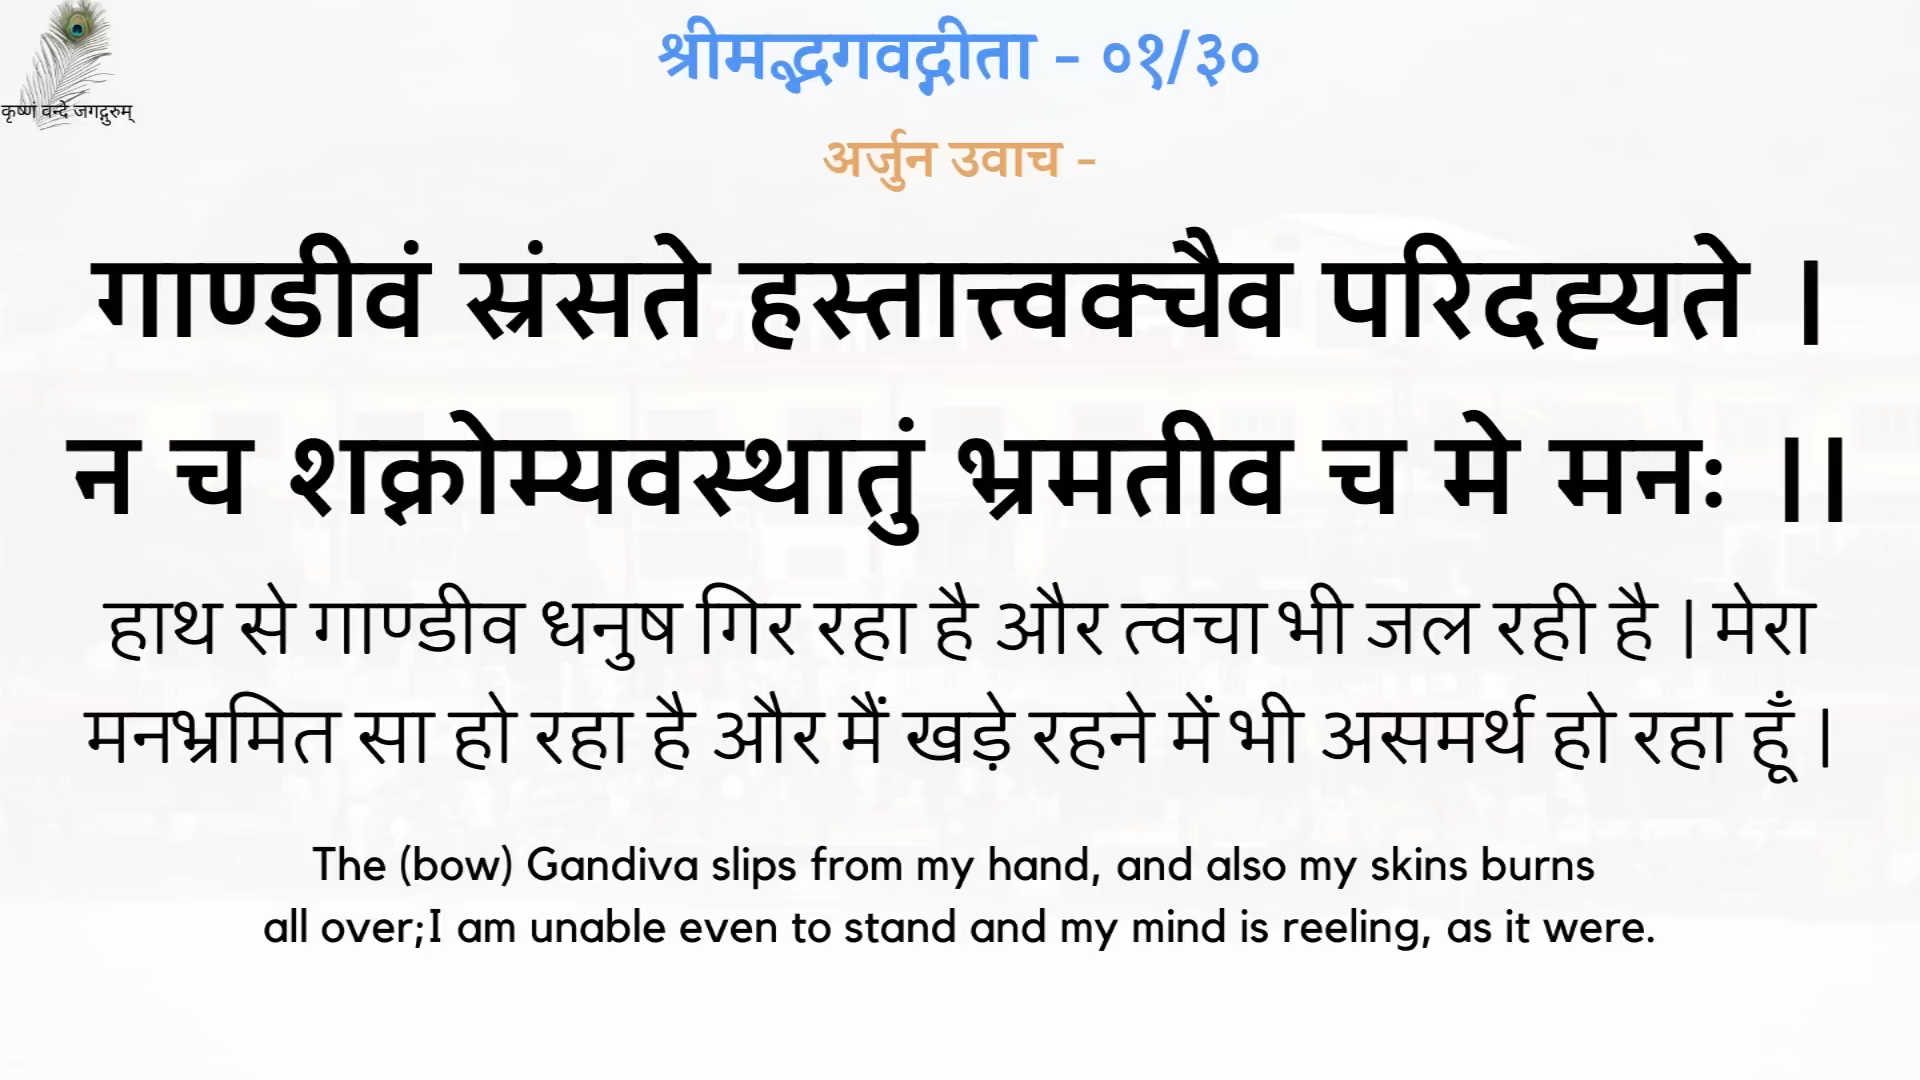 श्रीमद्भगवद्गीता - ०१/३०
कृष्णं वन्दे जगद्गुरुम्
अर्जुन उवाच -
गाण्डीवं स्रंसते हस्तात्त्वक्चैव परिदह्यते ।
न च शक्नोम्यवस्थातुं भ्रमतीव च मे मनः ।।
हाथ से गाण्डीव धनुष गिर रहा है और त्वचा भी जल रही है | मेरा
मनभ्रमित सा हो रहा है और मैं खड़े रहने में भी असमर्थ हो रहा हूँ |
The (bow) Gandiva slips from my hand, and also my skins burns
all over;I am unable even to stand and my mind is reeling, as it were.